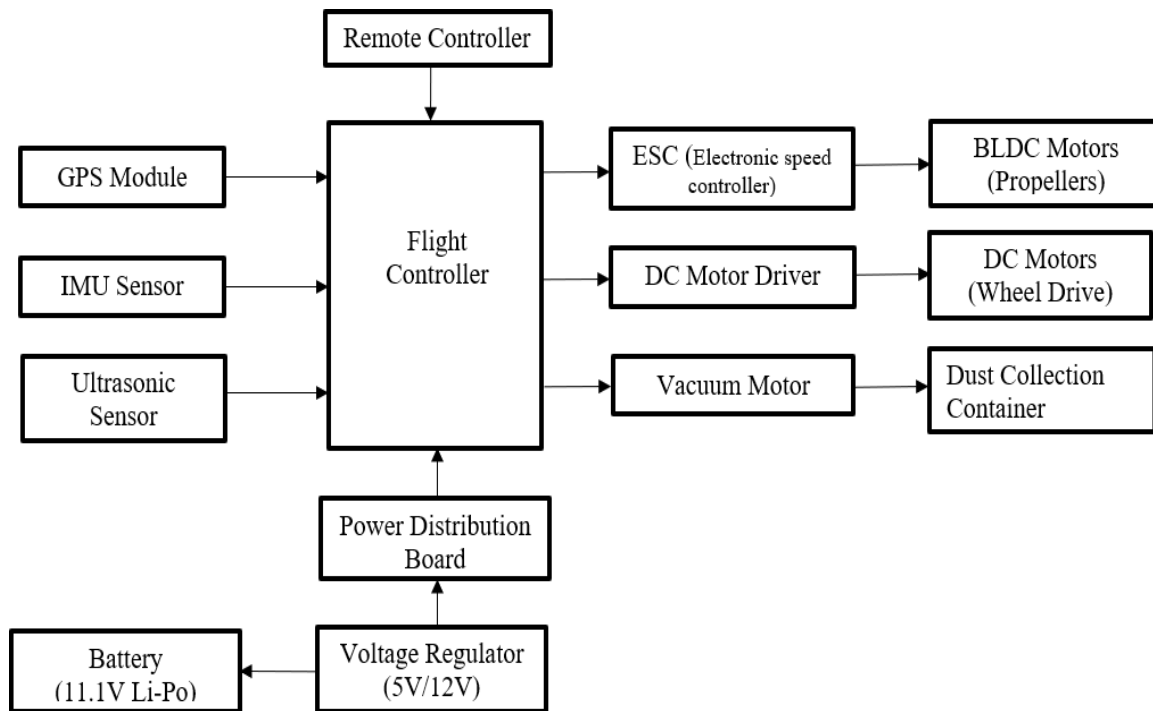 Remote Controller
GPS Module
IMU Sensor
Ultrasonic
Sensor
Flight
Controller
ESC (Electronic speed
controller)
BLDC Motors
(Propellers)
DC Motor Driver
DC Motors
(Wheel Drive)
Vacuum Motor
Dust Collection
Container
Power Distribution
Board
Battery
(11.1V Li-Po)
Voltage Regulator
(5V/12V)